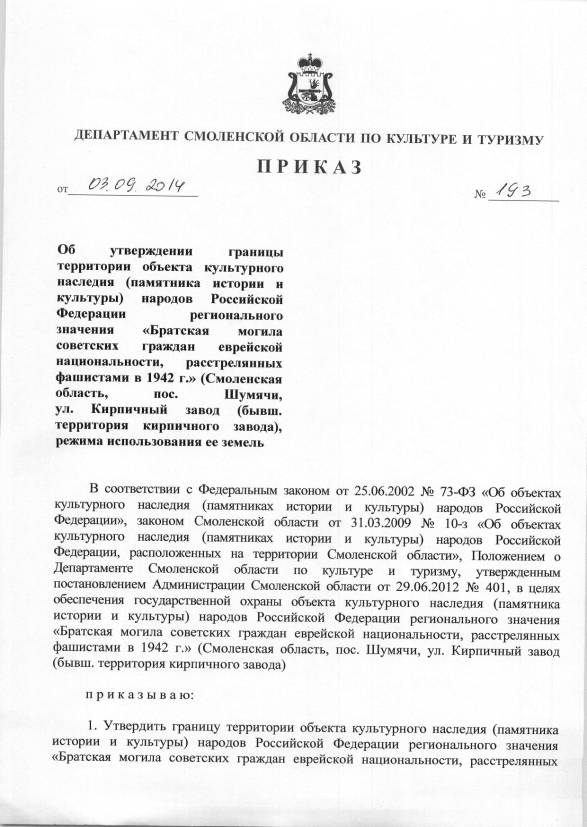 ДЕПАРТАМЕНТ СМОЛЕНСКОЙ ОБЛАСТИ ПО КУЛЬТУРЕ И ТУРИЗМУ
ПРИКАЗ
от 03.09.2014 № 193
Об утверждении границы
территории объекта культурного
наследия (памятника истории и
культуры) народов Российской
Федерации регионального
значения «Братская могила
советских граждан еврейской
национальности, расстрелянных
фашистами в 1942 г.» (Смоленская
область, пос. Шумячи,
ул. Кирпичный завод (бывш.
территория кирпичного завода),
режима использования ее земель
В соответствии с Федеральным законом от 25.06.2002 № 73-ФЗ «Об объектах
культурного наследия (памятниках истории и культуры) народов Российской
Федерации», законом Смоленской области от 31.03.2009 № 10-з «Об объектах
культурного наследия (памятниках истории и культуры) народов Российской
Федерации, расположенных на территории Смоленской области», Положением о
Департаменте Смоленской области по культуре и туризму, утвержденным
постановлением Администрации Смоленской области от 29.06.2012 № 401, в целях
обеспечения государственной охраны объекта культурного наследия (памятника
истории и культуры) народов Российской Федерации регионального значения
«Братская могила советских граждан еврейской национальности, расстрелянных
фашистами в 1942 г.» (Смоленская область, пос. Шумячи, ул. Кирпичный завод
(бывш. территория кирпичного завода)
приказываю:
1. Утвердить границу территории объекта культурного наследия (памятника
истории и культуры) народов Российской Федерации регионального значения
«Братская могила советских граждан еврейской национальности, расстрелянных